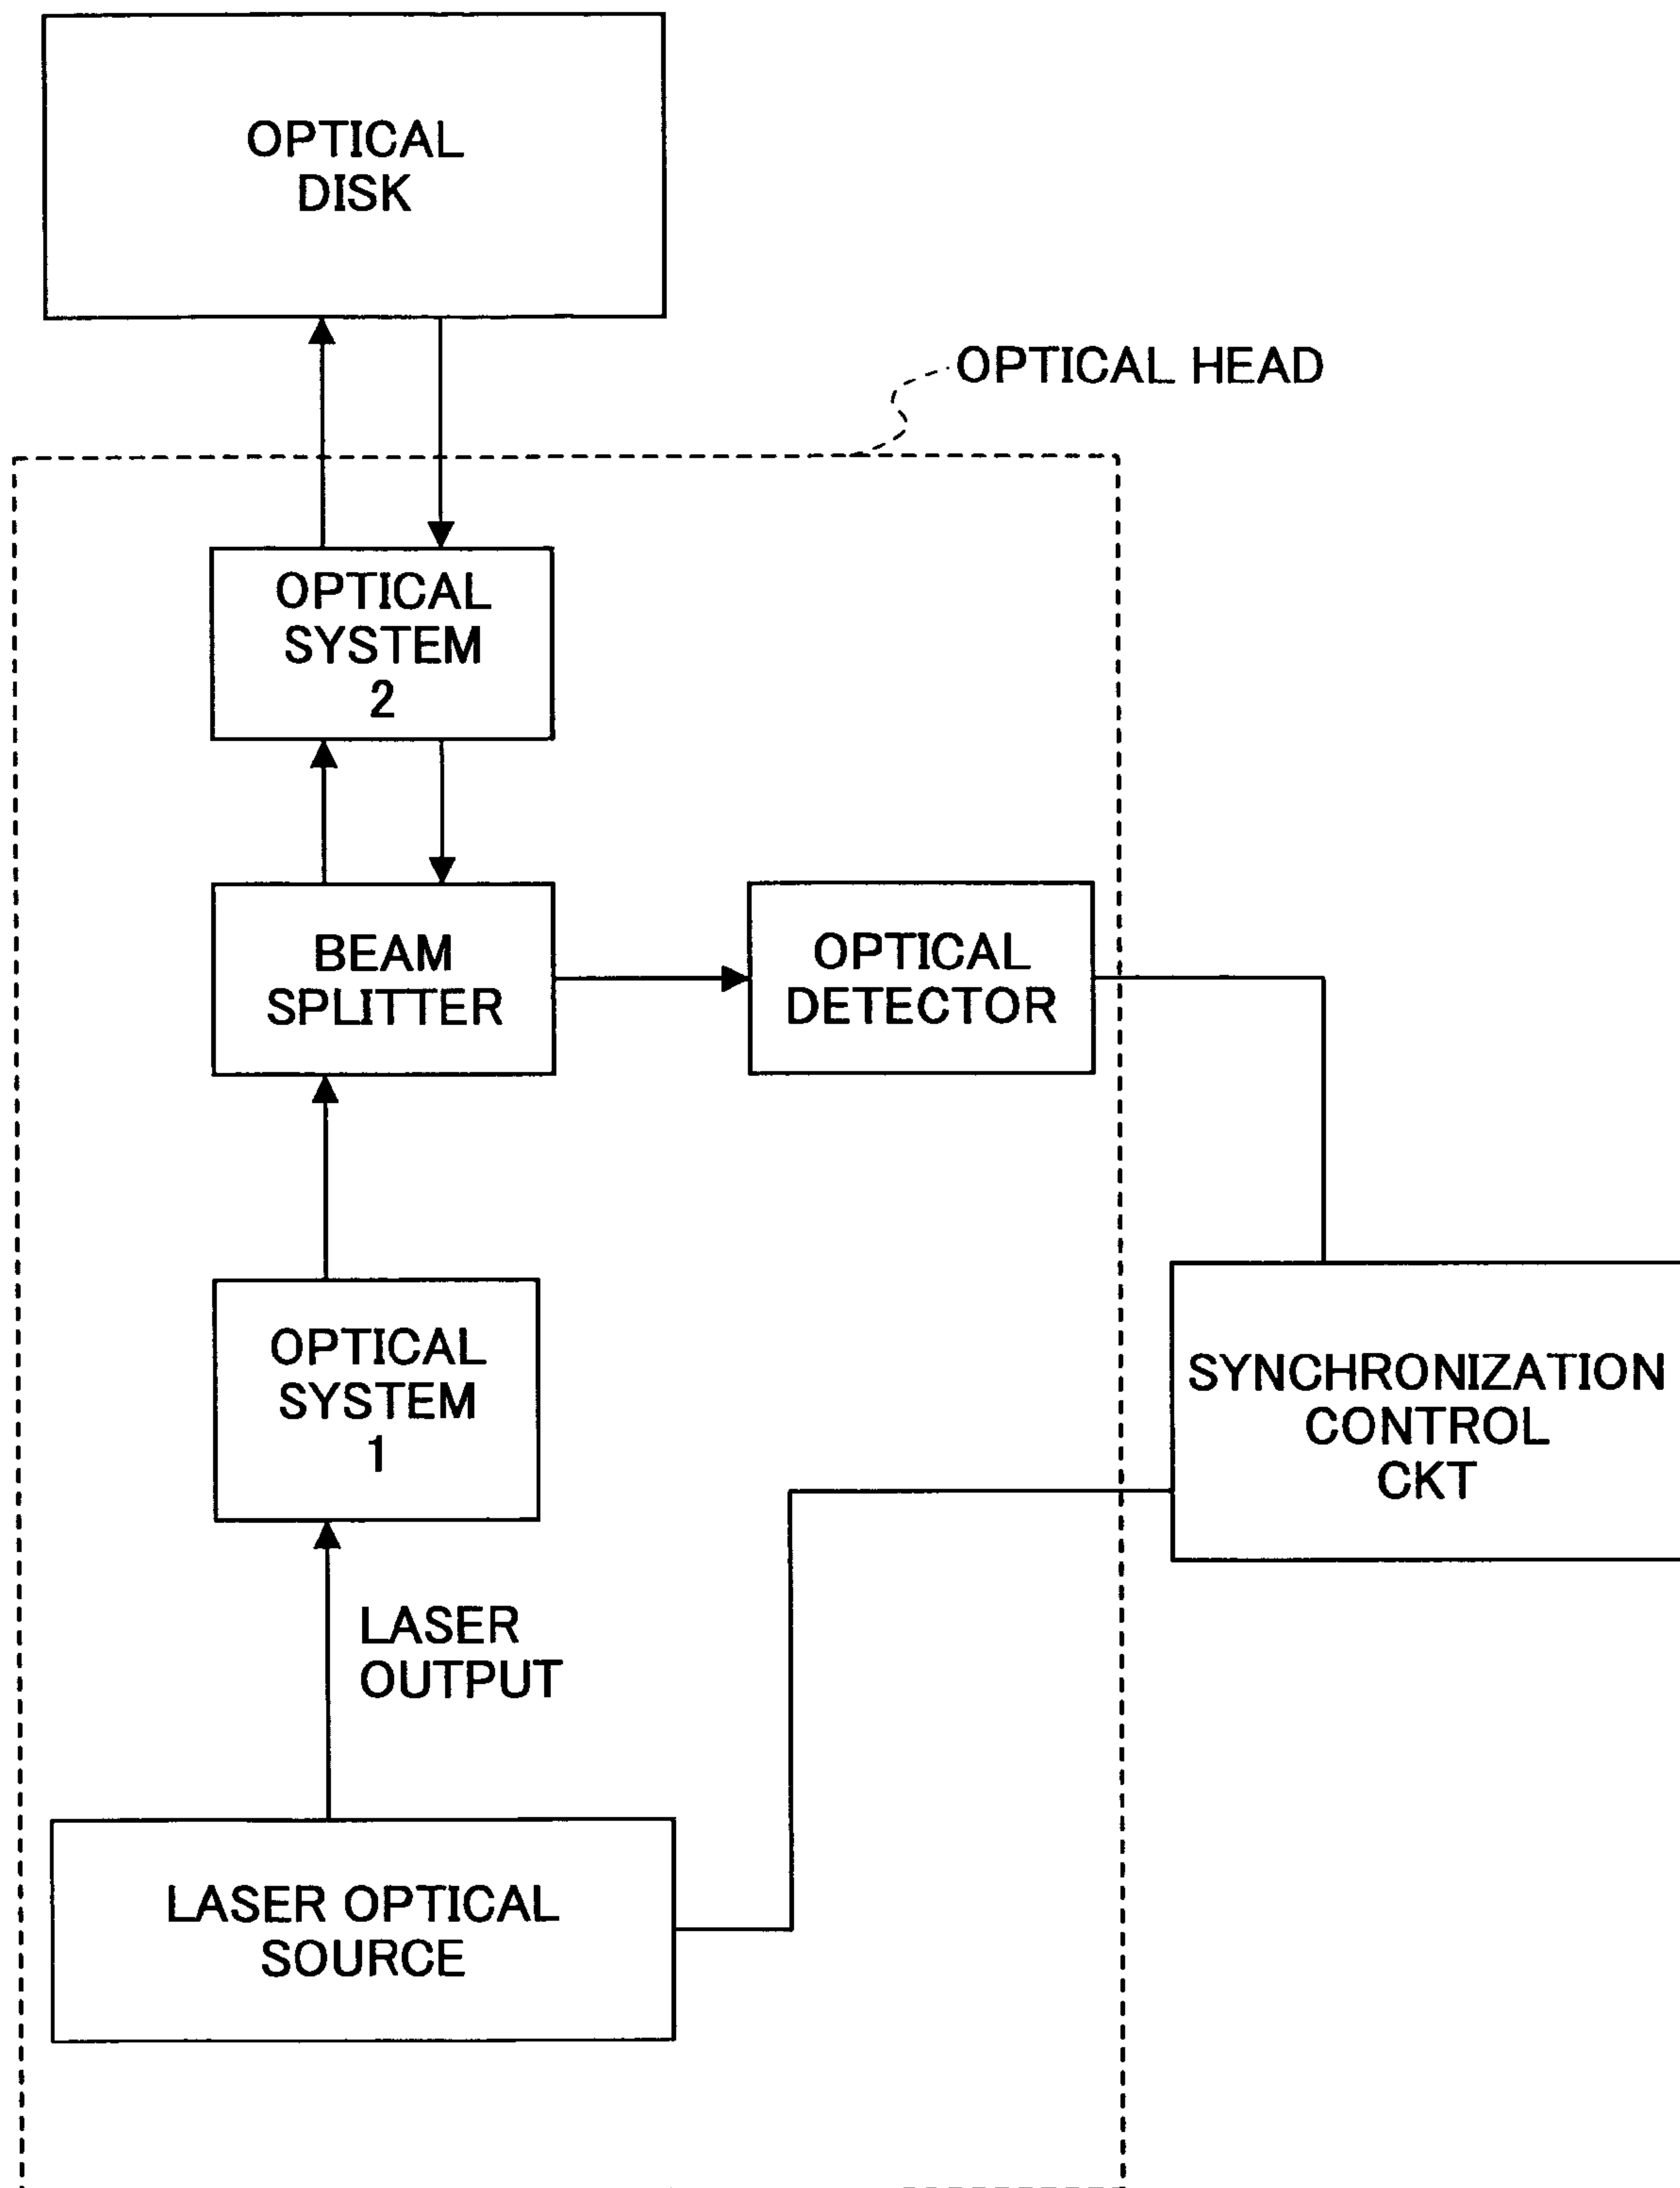 OPTICAL
DISK
OPTICAL HEAD
OPTICAL
SYSTEM
2
BEAM
SPLITTER
OPTICAL
DETECTOR
OPTICAL
SYSTEM
1
SYNCHRONIZATION
CONTROL
CKT
LASER
OUTPUT
LASER OPTICAL
SOURCE